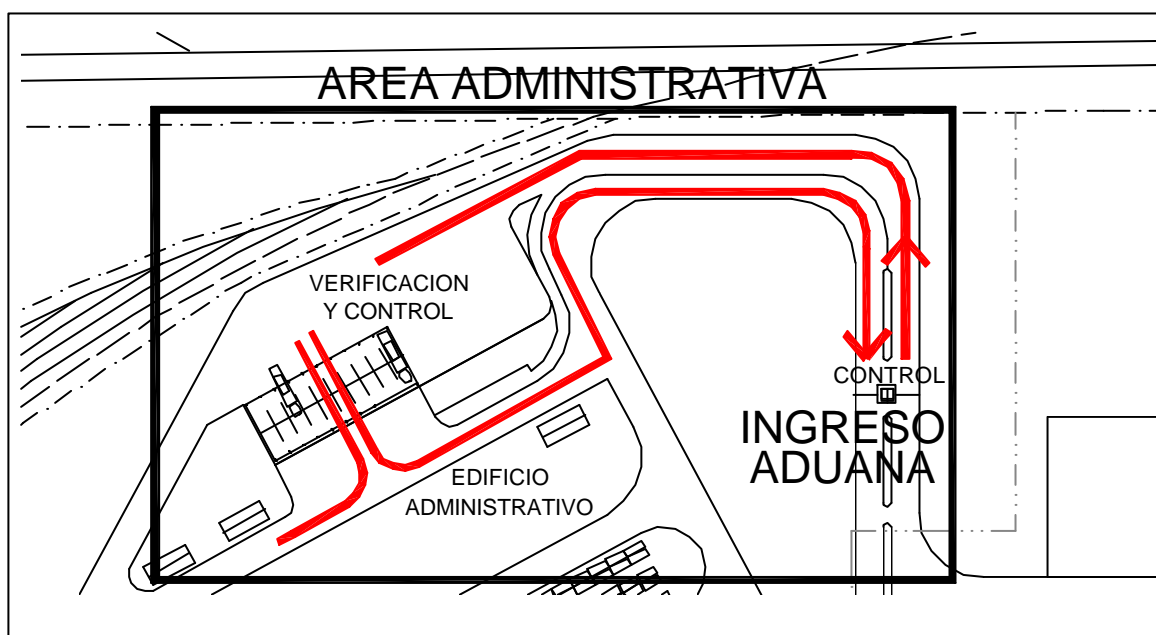 AREA ADMINISTRATIVA
VERIFICACION
Y CONTROL
CONTROL
INGRESO
ADUANA
EDIFICIO
ADMINISTRATIVO